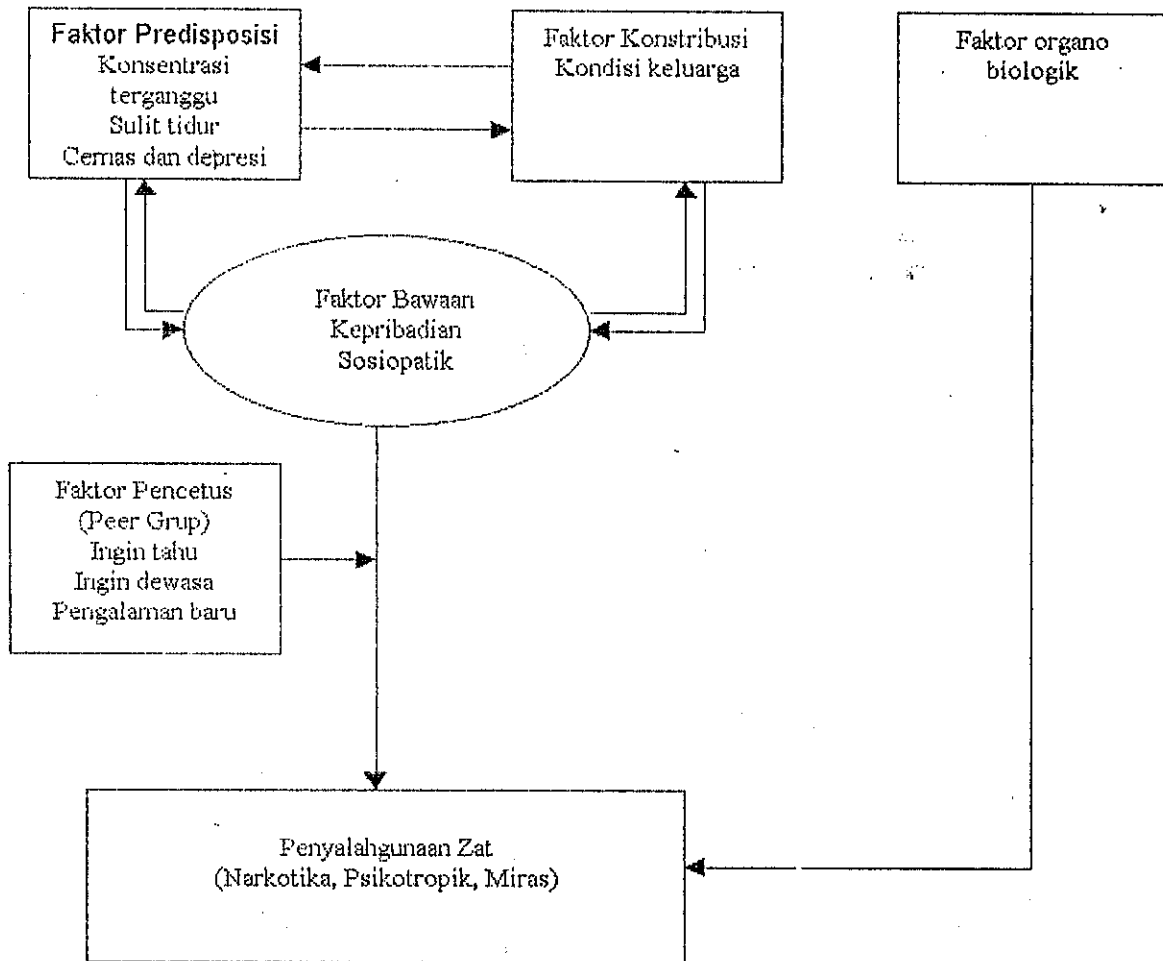 Faktor Predisposisi
Konsentrasi
terganggu
Sulit tidur
Cemas dan depresi
Faktor Konstribusi
Kondisi keluarga
Faktor organo
biologik
Faktor Bawaan
Kepribadian
Sosiopatik
Faktor Pencetus
(Peer Grup)
Ingin tahu
Ingin dewasa
Pengalaman baru
Penyalahgunaan Zat
(Narkotika, Psikotropik, Miras)